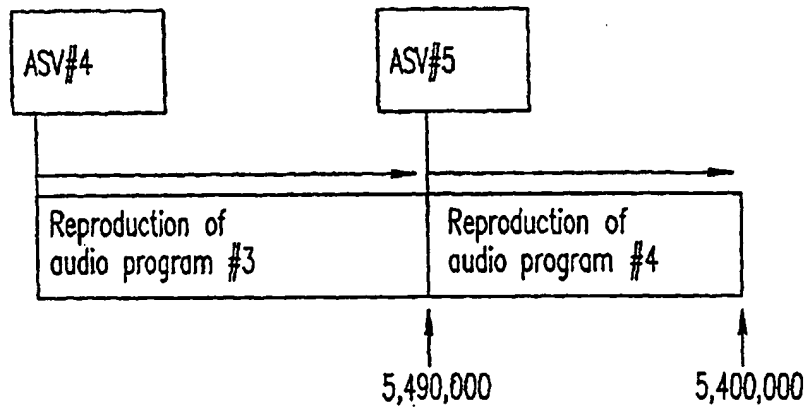 ASV#4
ASV#5
Reproduction of
audio program #3
Reproduction of
audio program #4
5,490,000
5,400,000